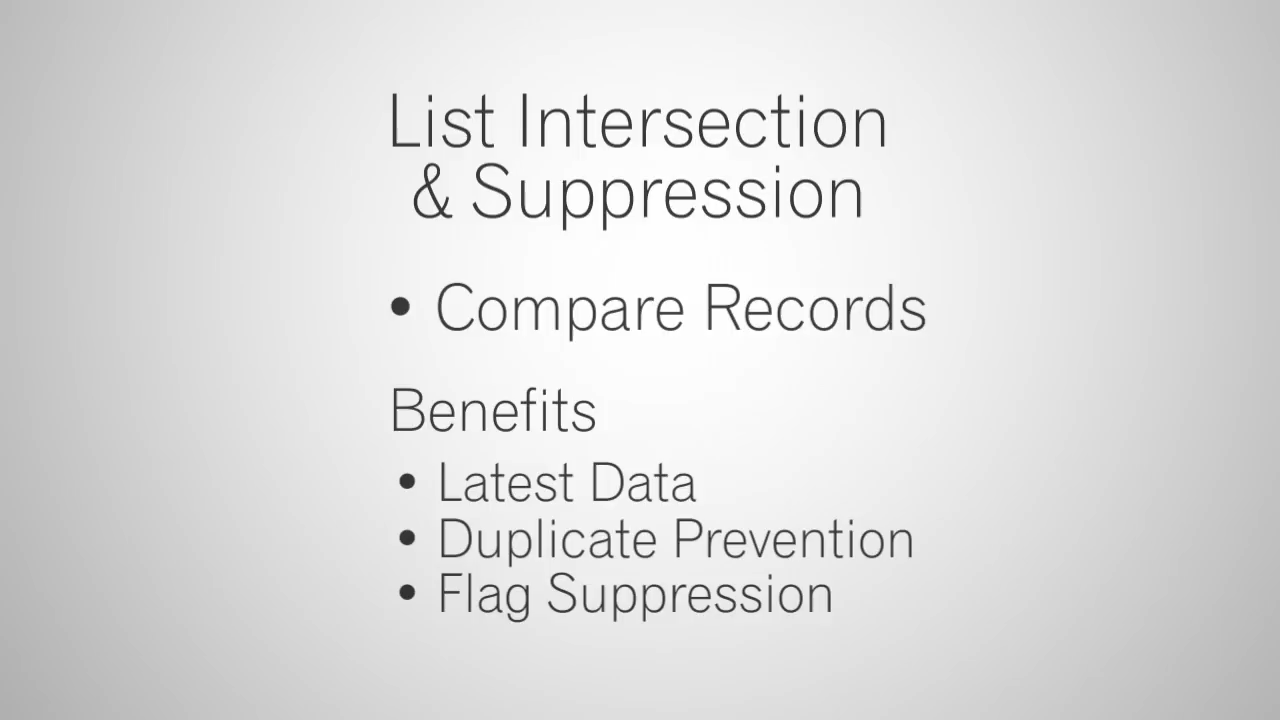 List Intersection
& Suppression
• Compare Records
Benefits
• Latest Data
• Duplicate Prevention
• Flag Suppression